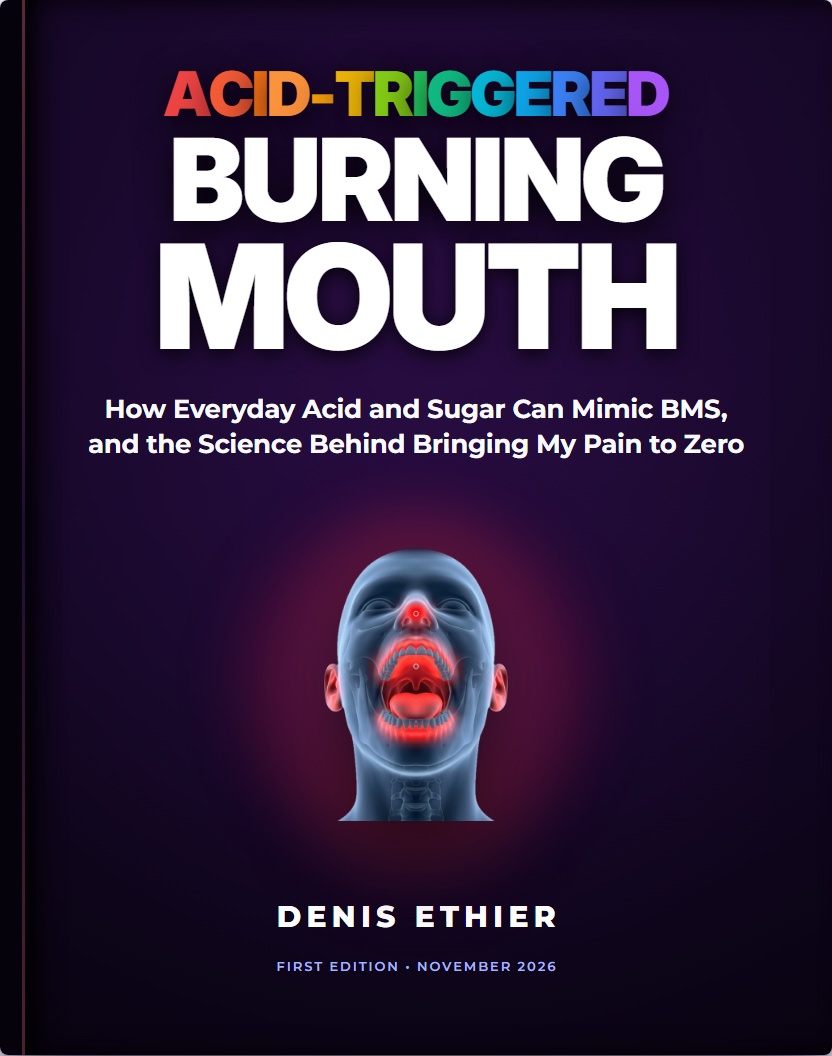 ACID-TRIGGERED
BURNING
MOUTH
How Everyday Acid and Sugar Can Mimic BMS,
and the Science Behind Bringing My Pain to Zero
DENIS ETHIER
FIRST EDITION • NOVEMBER 2026